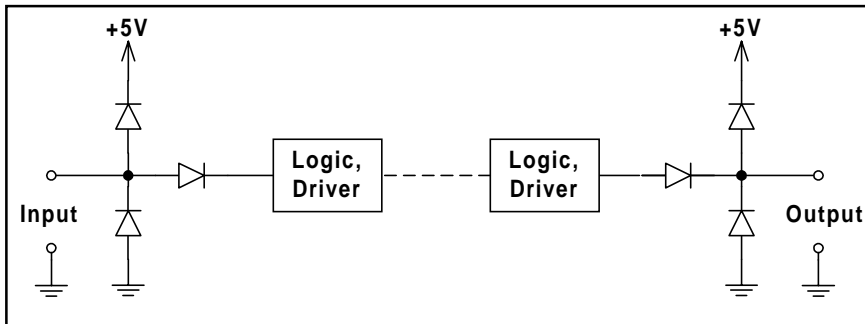 +5V
+5V
Logic,
Driver
Logic,
Driver
Input
Output